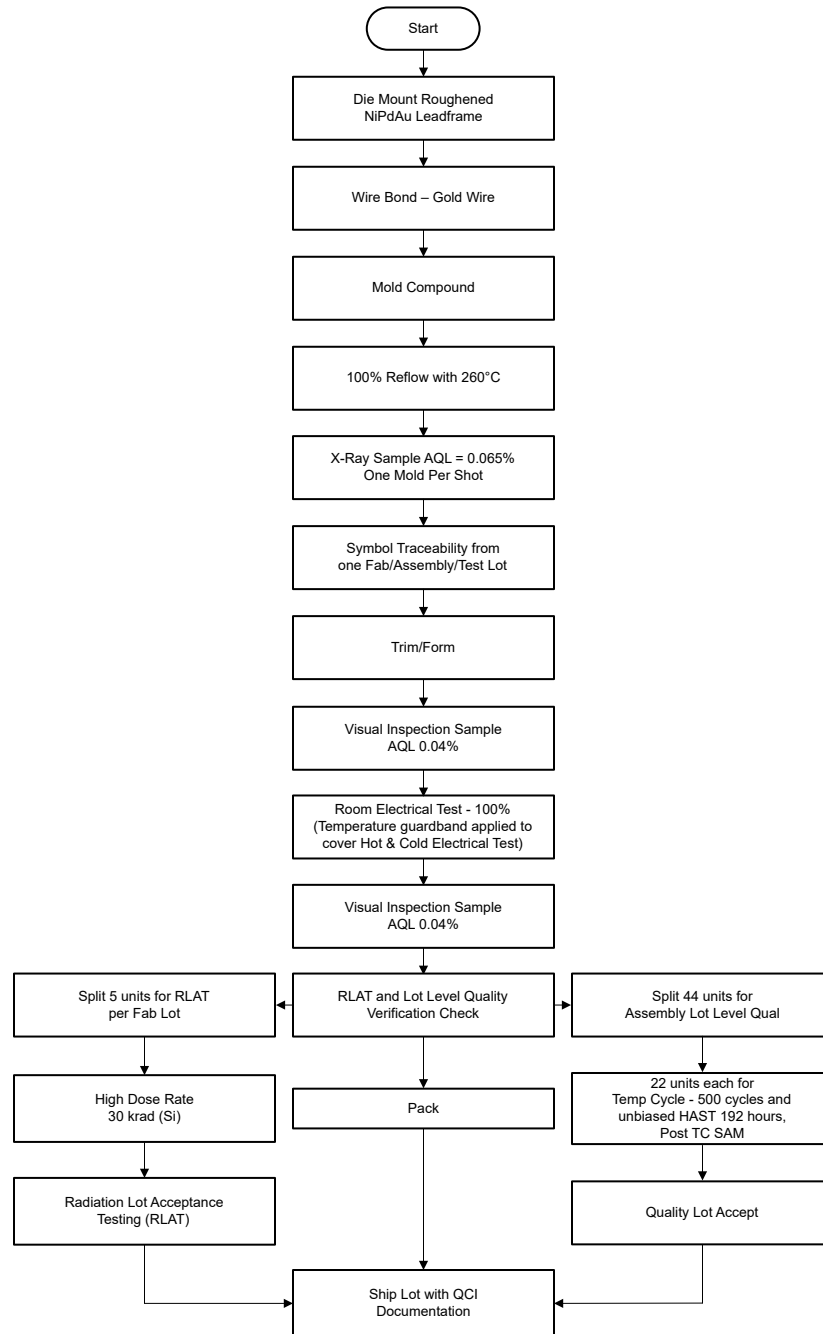 Start
Die Mount Roughened
NiPdAu Leadframe
Wire Bond – Gold Wire
Mold Compound
100% Reflow with 260°C
X-Ray Sample AQL = 0.065%
One Mold Per Shot
Symbol Traceability from
one Fab/Assembly/Test Lot
Trim/Form
Visual Inspection Sample
AQL 0.04%
Room Electrical Test - 100%
(Temperature guardband applied to
cover Hot & Cold Electrical Test)
Visual Inspection Sample
AQL 0.04%
Split 5 units for RLAT
per Fab Lot
RLAT and Lot Level Quality
Verification Check
Split 44 units for
Assembly Lot Level Qual
High Dose Rate
30 krad (Si)
Pack
22 units each for
Temp Cycle - 500 cycles and
unbiased HAST 192 hours,
Post TC SAM
Radiation Lot Acceptance
Testing (RLAT)
Quality Lot Accept
Ship Lot with QCI
Documentation